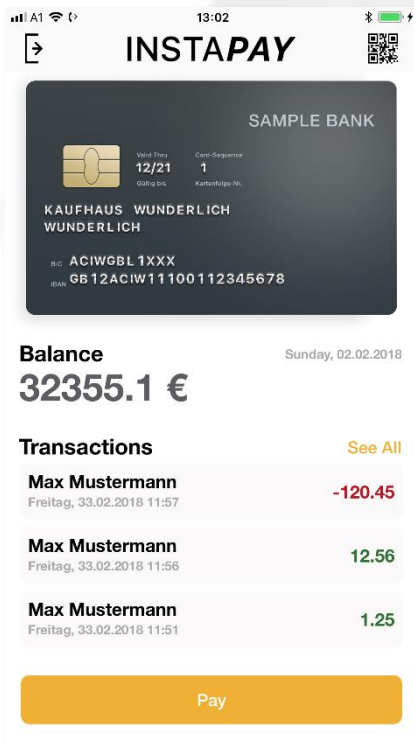 A1 13:02
INSTAPAY
SAMPLE BANK
Valid Thru Card-Sequence
12/21 1
Gültig bis Kartenfolge-Nr.
KAUFHAUS WUNDERLICH
WUNDERLICH
BIC ACIWGBL1XXX
IBAN GB12ACIW11100112345678
Balance Sunday, 02.02.2018
32355.1 €
Transactions See All
Max Mustermann
-120.45
Freitag, 33.02.2018 11:57
Max Mustermann
12.56
Freitag, 33.02.2018 11:56
Max Mustermann
1.25
Freitag, 33.02.2018 11:51
Pay